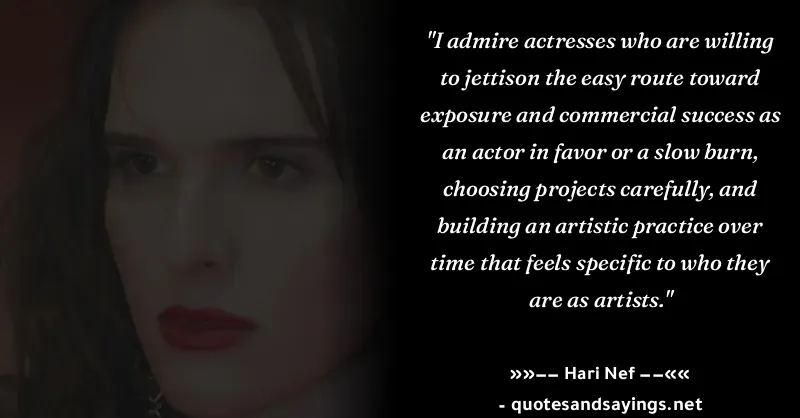 "I admire actresses who are willing
to jettison the easy route toward
exposure and commercial success as
an actor in favor or a slow burn,
choosing projects carefully, and
building an artistic practice over
time that feels specific to who they
are as artists."
»»−− Hari Nef −−««
- quotesandsayings.net